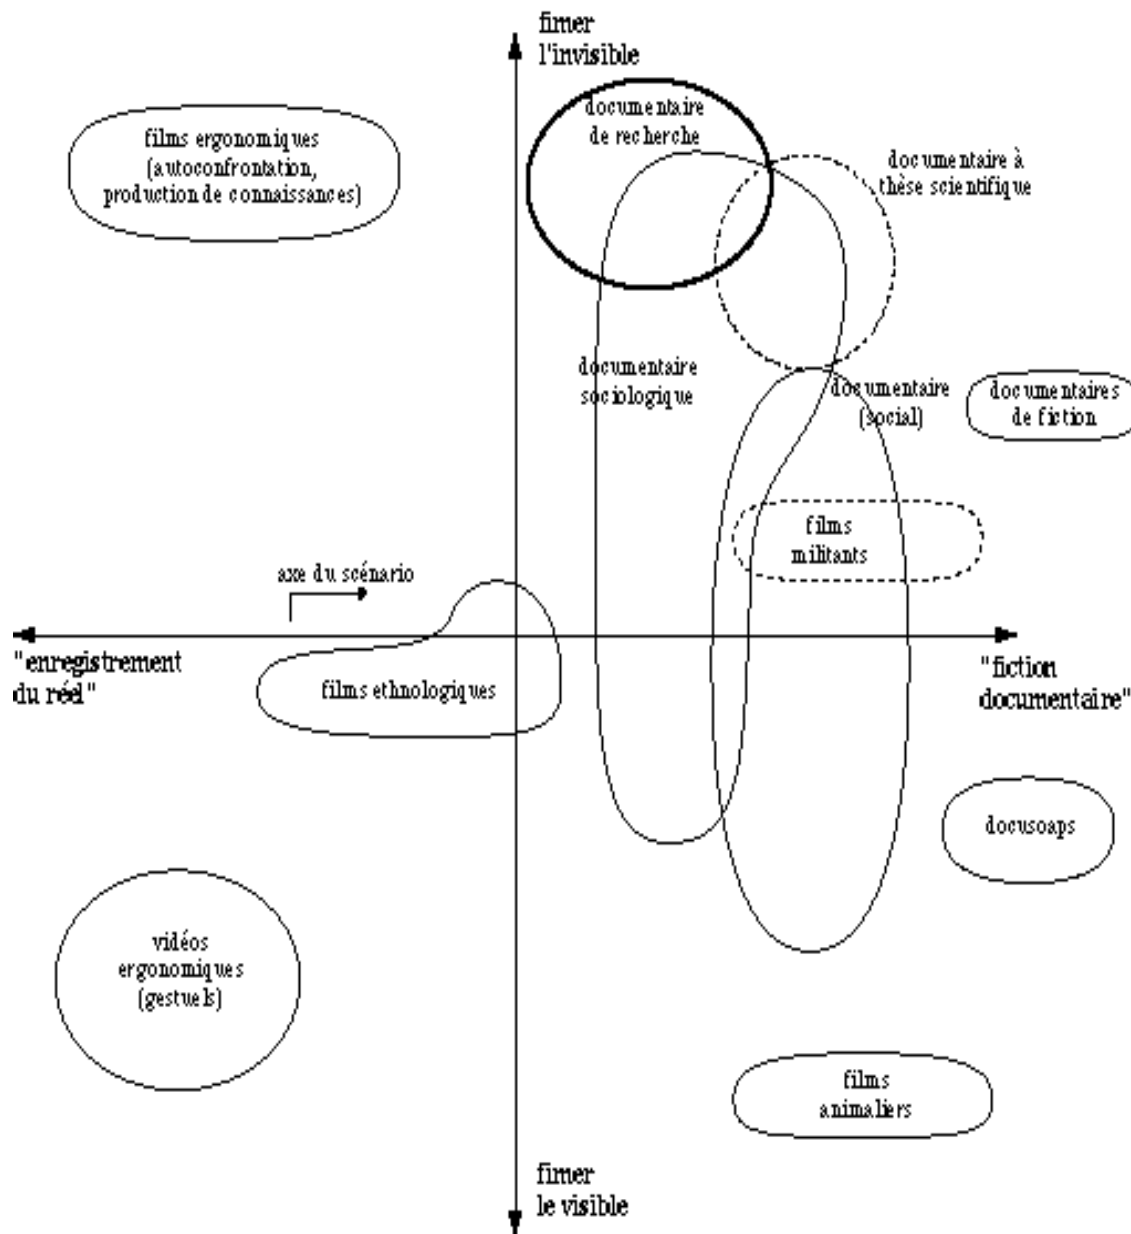 fimer
l'invisible
documentaire
de recherche
films ergonomiques
(autoconfrontation,
production de connaissances)
documentaire à
thèse scientifique
documentaire
sociologique
documentaire
(social)
documentaires
de fiction
films
militants
axe du scénario
"enregistrement
du réel"
films ethnologiques
"fiction
documentaire"
docusoaps
vidéos
ergonomiques
(gestuels)
films
animaliers
fimer
le visible